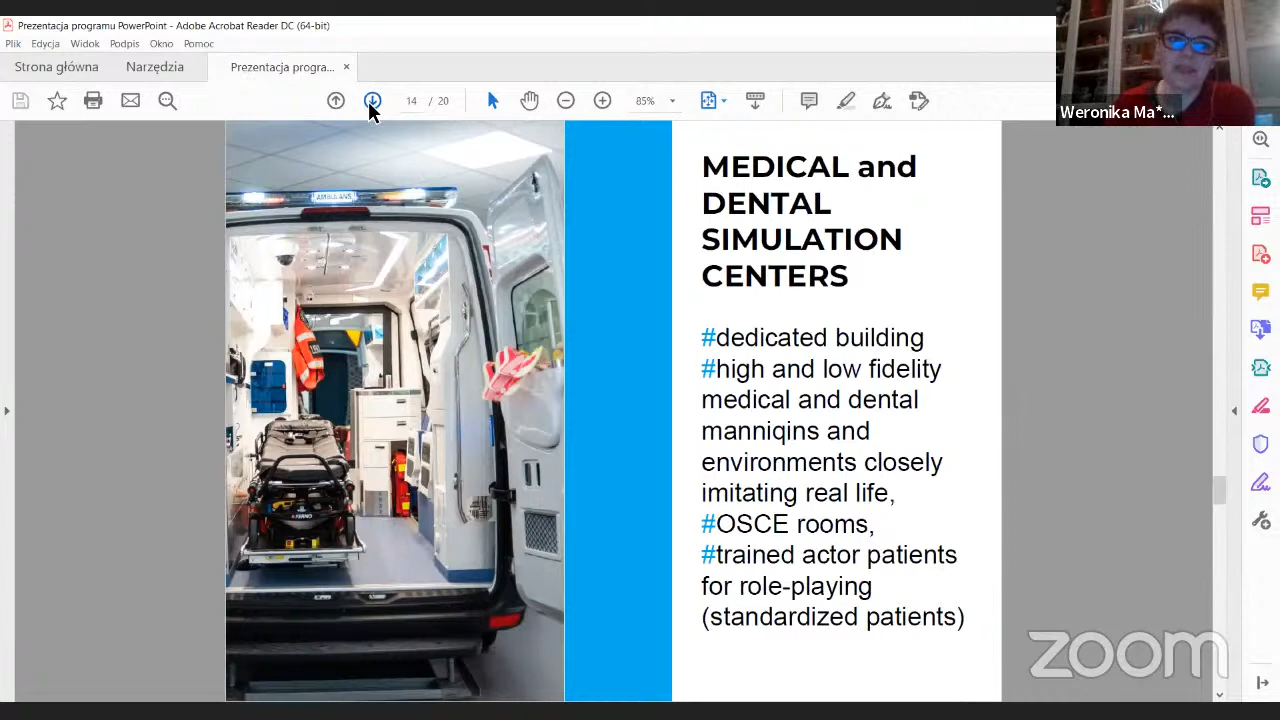 Prezentacja programu PowerPoint - Adobe Acrobat Reader DC (64-bit)
Plik Edycja Widok Podpis Okno Pomoc
Strona główna Narzędzia Prezentacja progra... ×
14 / 20 85%
Weronika Ma*...
AMBULANS
MEDICAL and
DENTAL
SIMULATION
CENTERS
#dedicated building
#high and low fidelity
medical and dental
manniqins and
environments closely
imitating real life,
#OSCE rooms,
#trained actor patients
for role-playing
(standardized patients)
zoom